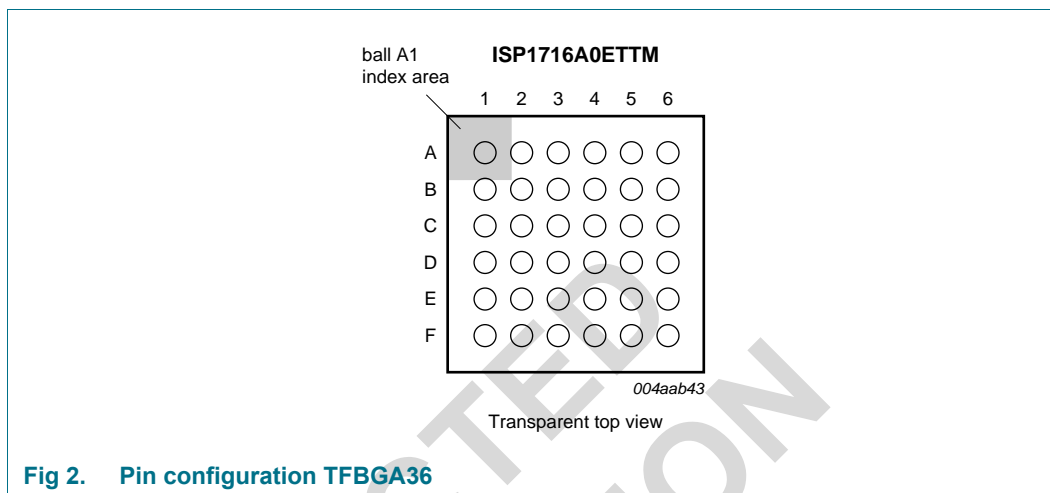 ball A1
index area
ISP1716A0ETTM
1 2 3 4 5 6
A
B
C
D
E
F
004aab43
Transparent top view
Fig 2. Pin configuration TFBGA36